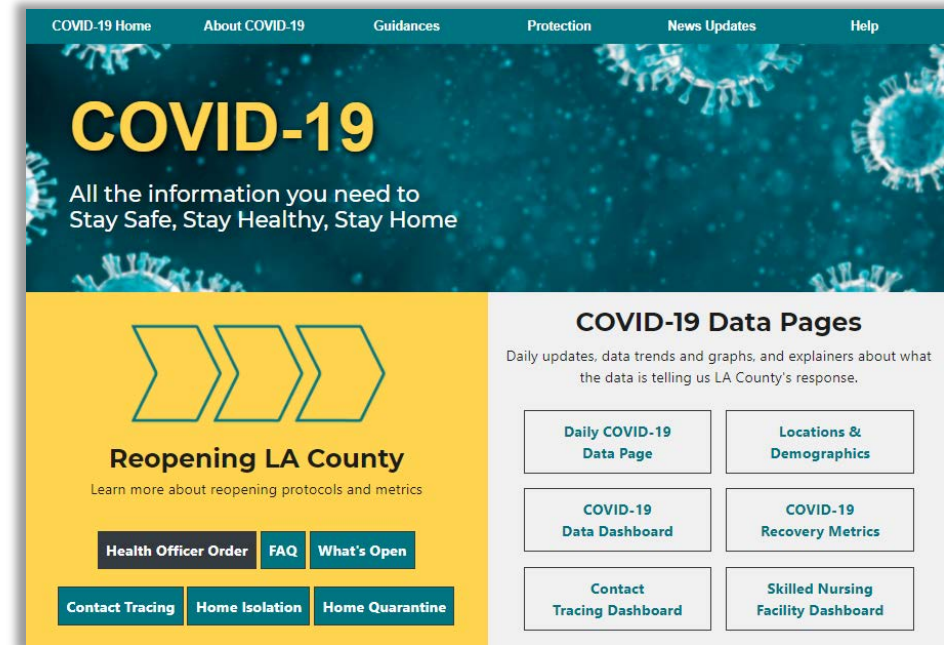 COVID-19 Home About COVID-19 Guidances Protection News Updates Help
COVID-19
All the information you need to
Stay Safe, Stay Healthy, Stay Home
Reopening LA County
Learn more about reopening protocols and metrics
Health Officer Order FAQ What's Open
Contact Tracing Home Isolation Home Quarantine
COVID-19 Data Pages
Daily updates, data trends and graphs, and explainers about what
the data is telling us LA County's response.
Daily COVID-19
Data Page
Locations &
Demographics
COVID-19
Data Dashboard
COVID-19
Recovery Metrics
Contact
Tracing Dashboard
Skilled Nursing
Facility Dashboard